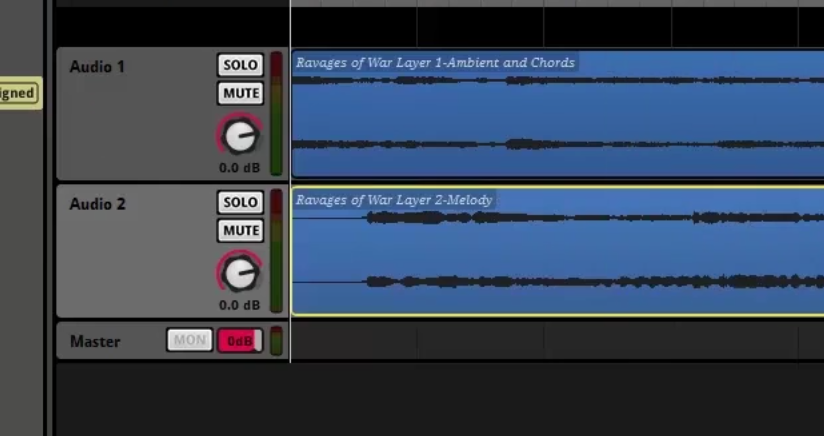 igned
Audio 1
SOLO
MUTE
0.0 dB
Ravages of War Layer 1-Ambient and Chords
Audio 2
SOLO
MUTE
0.0 dB
Ravages of War Layer 2-Melody
Master
MON
0dB